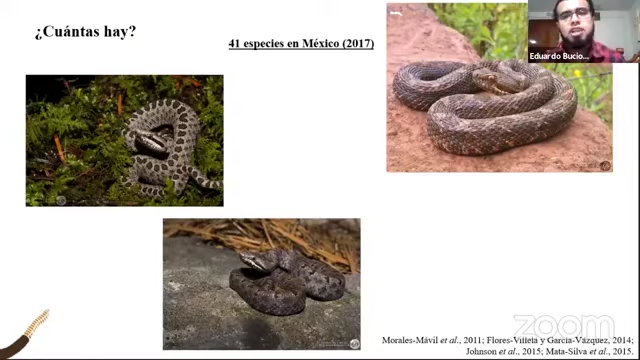 ¿Cuántas hay?
41 especies en México (2017)
Eduardo Bucio
zoom
Morales-Mávil et al., 2011; Flores-Villela y García-Vázquez, 2014
Johnson et al., 2015; Mata-Silva et al., 2015.